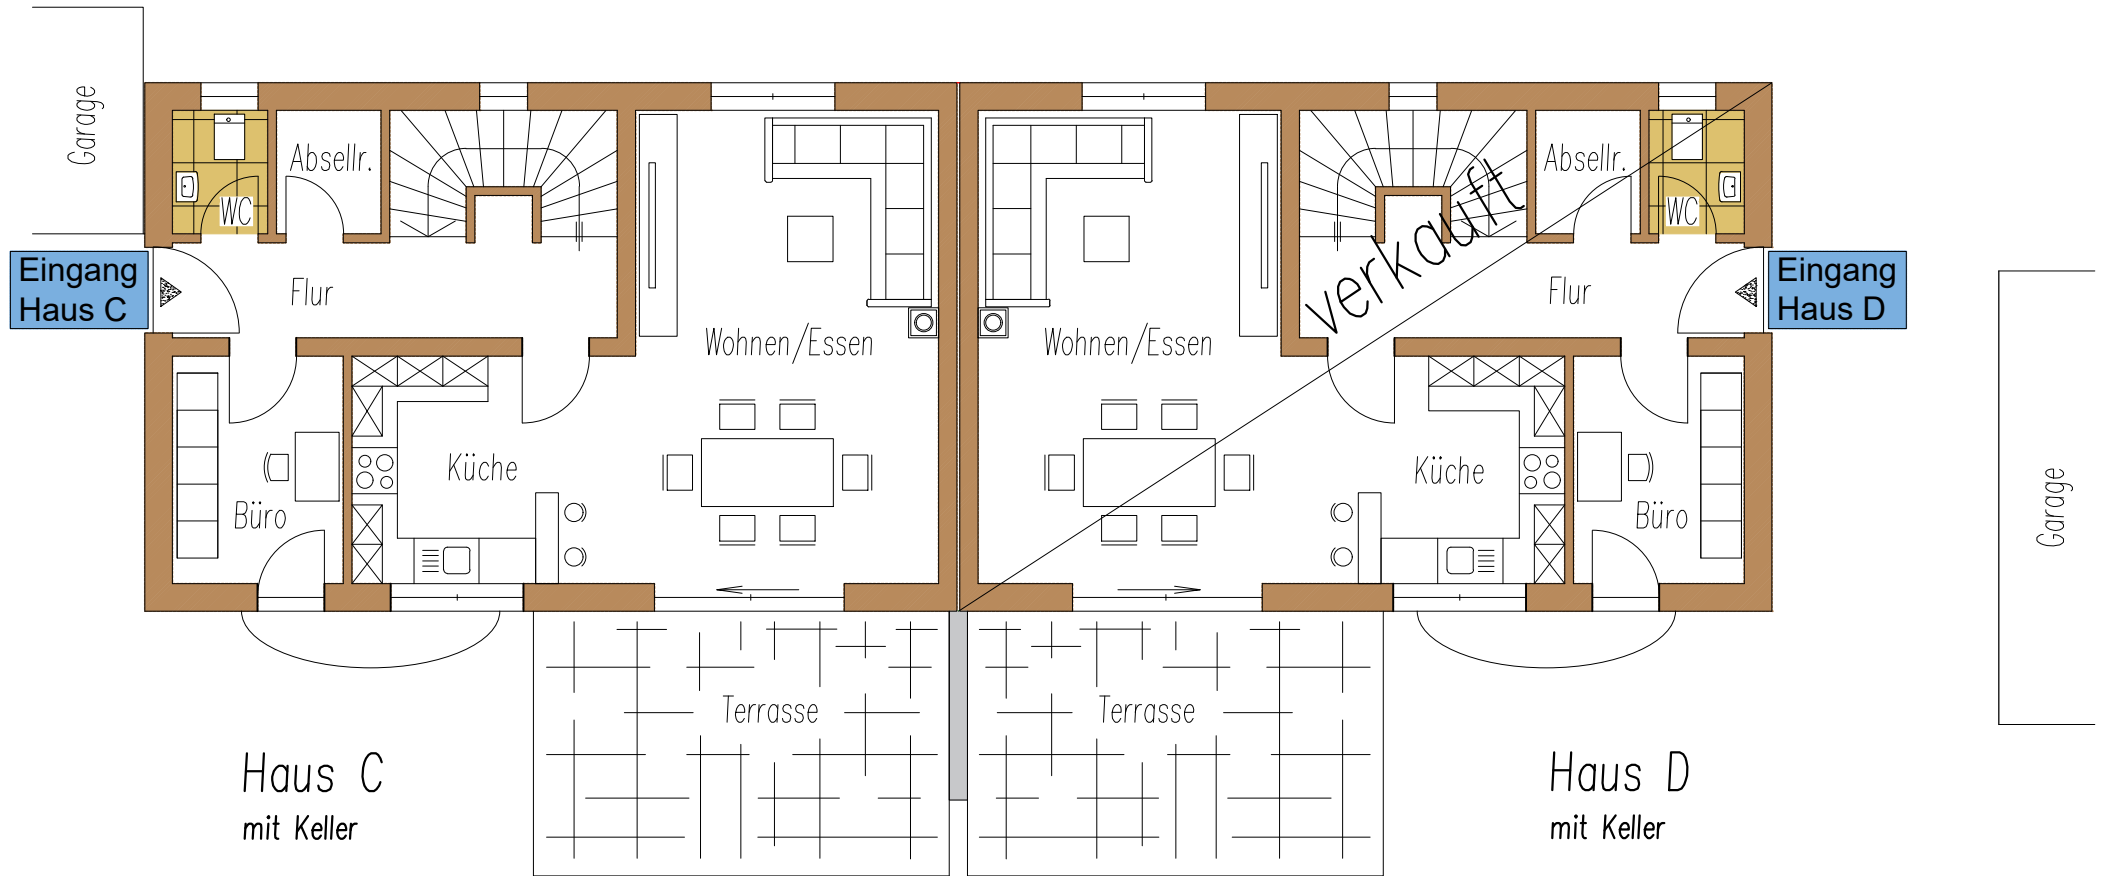 Garage
Absellr.
WC
Eingang
Haus C
Flur
Wohnen/Essen
Küche
Büro
Terrasse
Haus C
mit Keller
verkauft
Absellr.
WC
Eingang
Haus D
Flur
Wohnen/Essen
Küche
Büro
Garage
Terrasse
Haus D
mit Keller